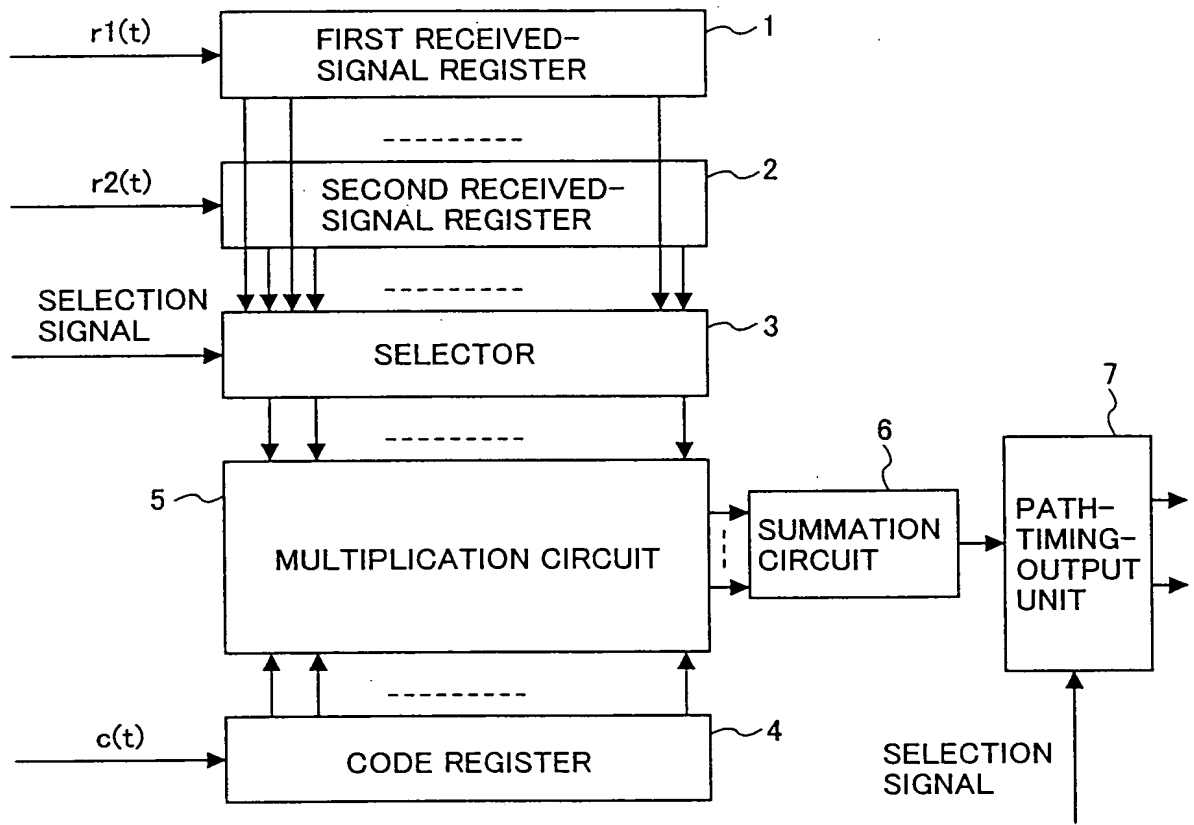 r1(t)
FIRST RECEIVED-
SIGNAL REGISTER
1
r2(t)
SECOND RECEIVED-
SIGNAL REGISTER
2
SELECTION
SIGNAL
SELECTOR
3
5
MULTIPLICATION CIRCUIT
6
SUMMATION
CIRCUIT
7
PATH-
TIMING-
OUTPUT
UNIT
c(t)
CODE REGISTER
4
SELECTION
SIGNAL